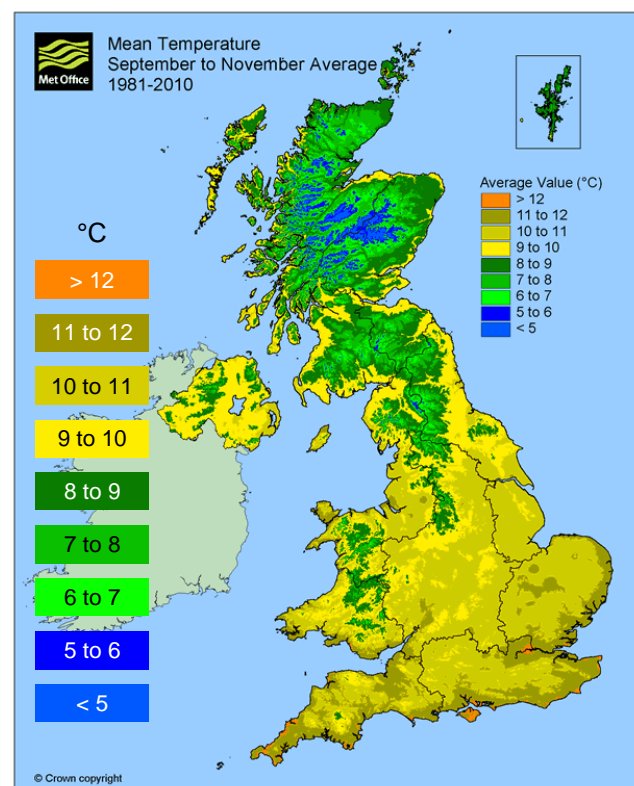 Met Office
Mean Temperature
September to November Average
1981-2010
Average Value (°C)
> 12
11 to 12
10 to 11
9 to 10
8 to 9
7 to 8
6 to 7
5 to 6
< 5
°C
> 12
11 to 12
10 to 11
9 to 10
8 to 9
7 to 8
6 to 7
5 to 6
< 5
© Crown copyright